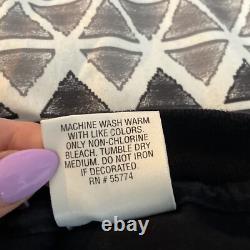 MACHINE WASH WARM
WITH LIKE COLORS.
ONLY NON-CHLORINE
BLEACH. TUMBLE DRY
MEDIUM. DO NOT IRON
IF DECORATED.
RN # 55774